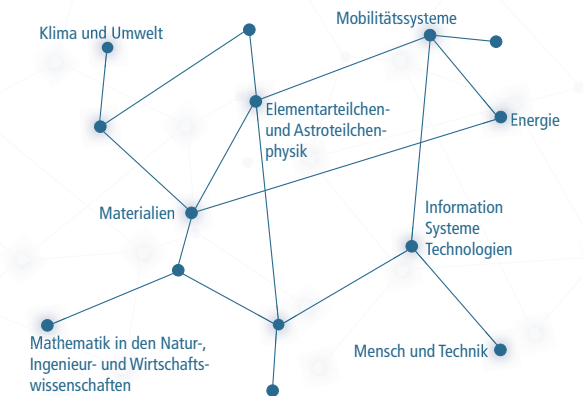 Klima und Umwelt
Mobilitätssysteme
Elementarteilchen-
und Astroteilchen-
physik
Energie
Materialien
Information
Systeme
Technologien
Mathematik in den Natur-,
Ingenieur- und Wirtschafts-
wissenschaften
Mensch und Technik